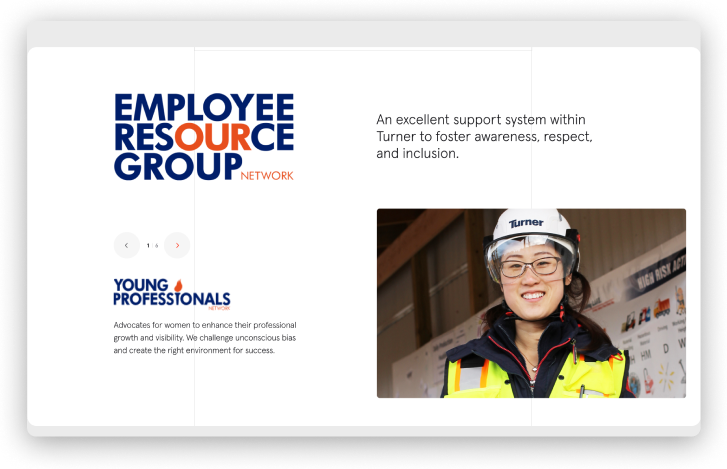 EMPLOYEE
RESOURCE
GROUP NETWORK
An excellent support system within
Turner to foster awareness, respect,
and inclusion.
1 | 6
YOUNG
PROFESSIONALS
NETWORK
Advocates for women to enhance their professional
growth and visibility. We challenge unconscious bias
and create the right environment for success.
Turner
HIGH RISK